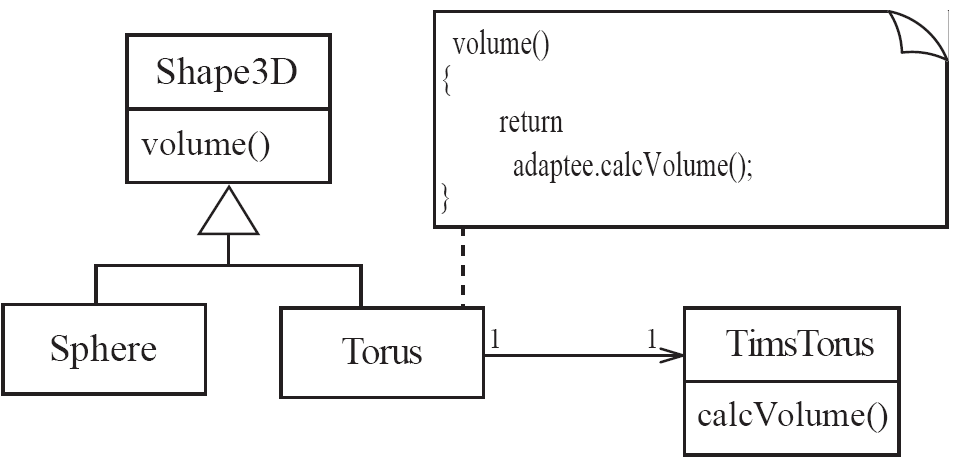 Shape3D
volume()
volume()
{
return
adaptee.calcVolume();
}
Sphere
Torus
1
1
TimsTorus
calcVolume()